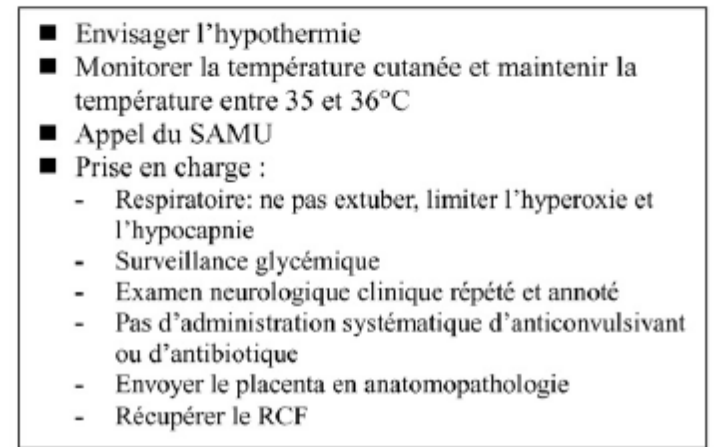 ■ Envisager l’hypothermie
■ Monitorer la température cutanée et maintenir la
température entre 35 et 36°C
■ Appel du SAMU
■ Prise en charge :
- Respiratoire: ne pas extuber, limiter l’hyperoxie et
l’hypocapnie
- Surveillance glycémique
- Examen neurologique clinique répété et annoté
- Pas d’administration systématique d’anticonvulsivant
ou d’antibiotique
- Envoyer le placenta en anatomopathologie
- Récupérer le RCF